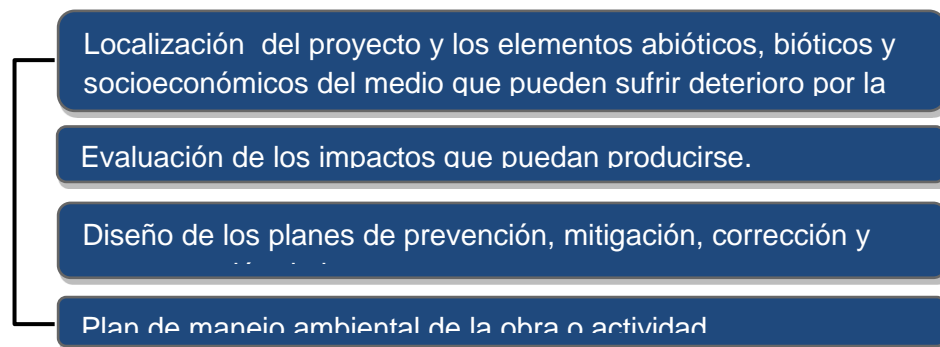 Localización del proyecto y los elementos abióticos, bióticos y
socioeconómicos del medio que pueden sufrir deterioro por la
Evaluación de los impactos que puedan producirse.
Diseño de los planes de prevención, mitigación, corrección y
Plan de manejo ambiental de la obra o actividad